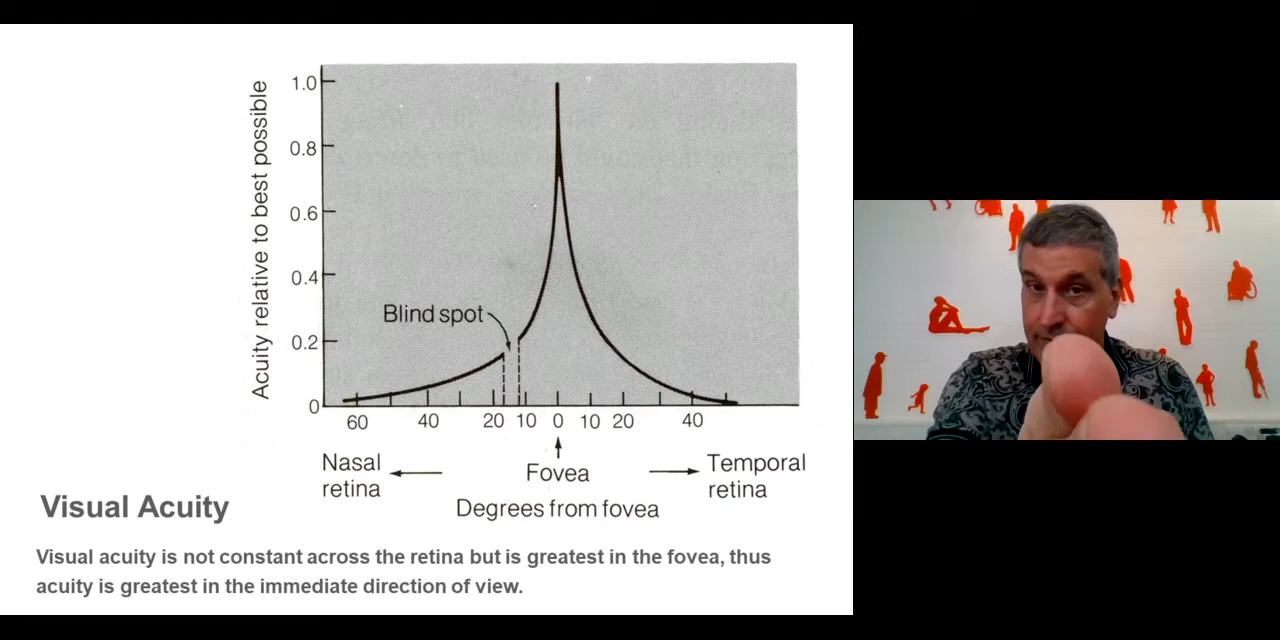 Acuity relative to best possible
1.0
0.8
0.6
0.4
0.2
0
Blind spot
60 40 20 10 0 10 20 40
Nasal
retina
Fovea
Temporal
retina
Degrees from fovea
Visual Acuity
Visual acuity is not constant across the retina but is greatest in the fovea, thus
acuity is greatest in the immediate direction of view.